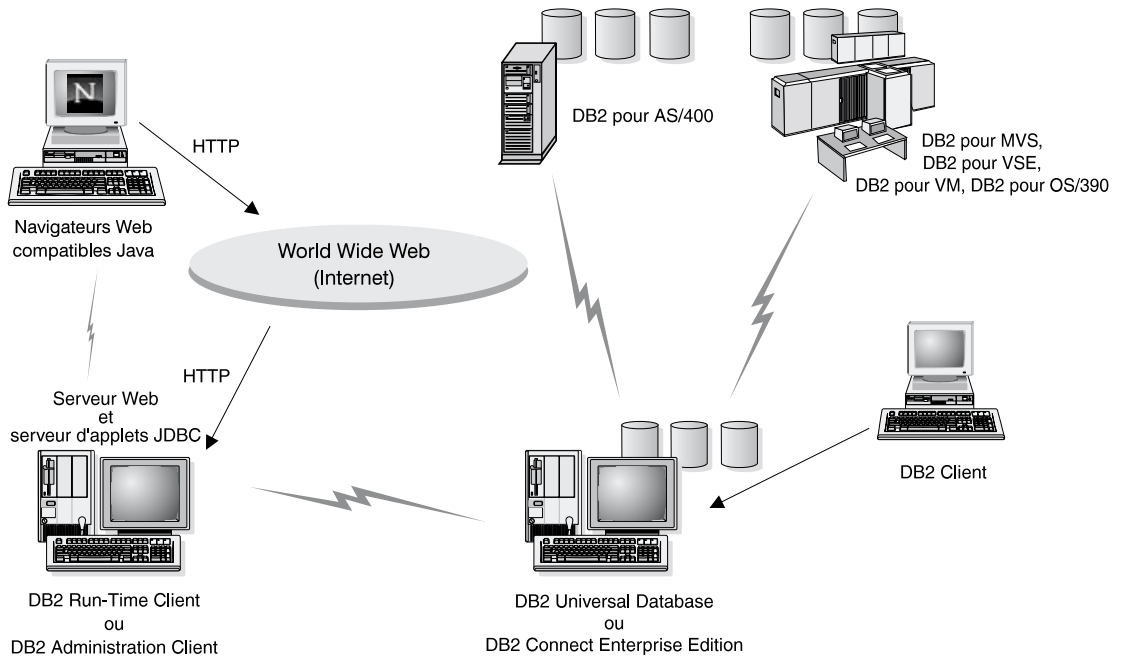 N
DB2 pour AS/400
DB2 pour MVS,
DB2 pour VSE,
DB2 pour VM, DB2 pour OS/390
HTTP
Navigateurs Web
compatibles Java
World Wide Web
(Internet)
HTTP
Serveur Web
et
serveur d'applets JDBC
DB2 Client
DB2 Run-Time Client
ou
DB2 Administration Client
DB2 Universal Database
ou
DB2 Connect Enterprise Edition